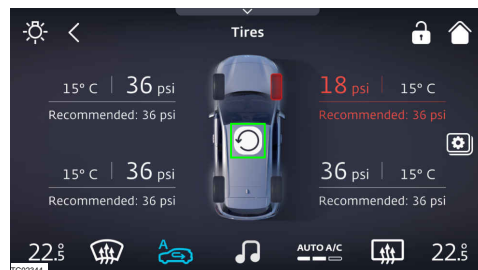 Tires
15° C 36 psi
Recommended: 36 psi
18 psi 15° C
Recommended: 36 psi
15° C 36 psi
Recommended: 36 psi
36 psi 15° C
Recommended: 36 psi
22.5° A AUTO A/C 22.5°